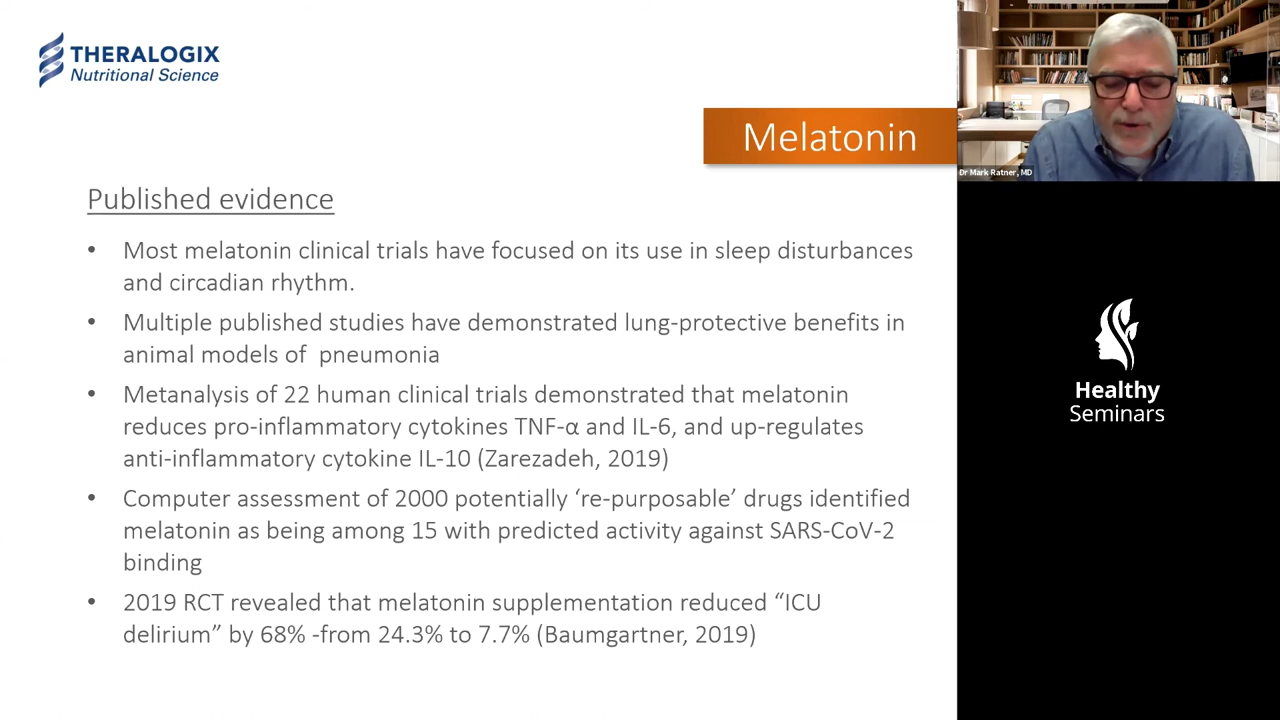 THERALOGIX
Nutritional Science
Melatonin
Dr Mark Ratner, MD
Published evidence
• Most melatonin clinical trials have focused on its use in sleep disturbances
and circadian rhythm.
• Multiple published studies have demonstrated lung-protective benefits in
animal models of  pneumonia
• Metanalysis of 22 human clinical trials demonstrated that melatonin
reduces pro-inflammatory cytokines TNF-α and IL-6, and up-regulates
anti-inflammatory cytokine IL-10 (Zarezadeh, 2019)
• Computer assessment of 2000 potentially ‘re-purposable’ drugs identified
melatonin as being among 15 with predicted activity against SARS-CoV-2
binding
• 2019 RCT revealed that melatonin supplementation reduced “ICU
delirium” by 68% -from 24.3% to 7.7% (Baumgartner, 2019)
Healthy
Seminars